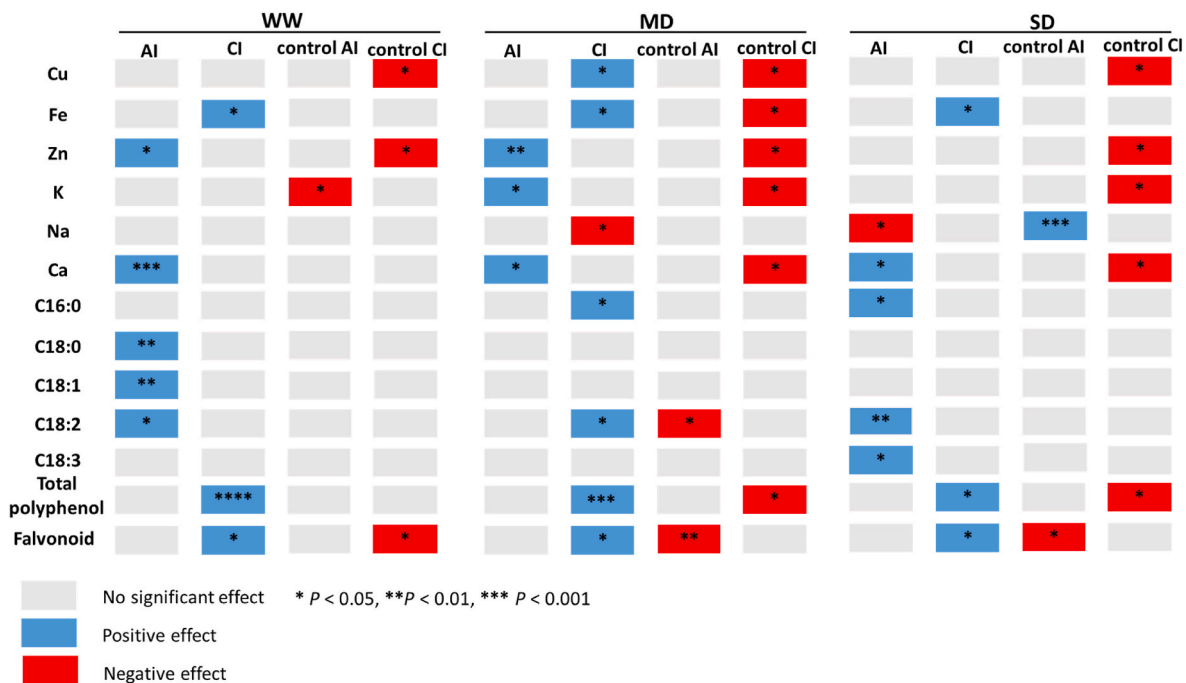 WW MD SD
AI CI control AI control CI AI CI control AI control CI AI CI control AI control CI
Cu * * * *
Fe * * * *
Zn * * ** * *
K * * * *
Na * * ***
Ca *** * * * *
C16:0 * *
C18:0 **
C18:1 **
C18:2 * * * **
C18:3 *
Total
polyphenol **** *** * * *
Falvonoid * * * ** * *
No significant effect * P < 0.05, **P < 0.01, *** P < 0.001
Positive effect
Negative effect